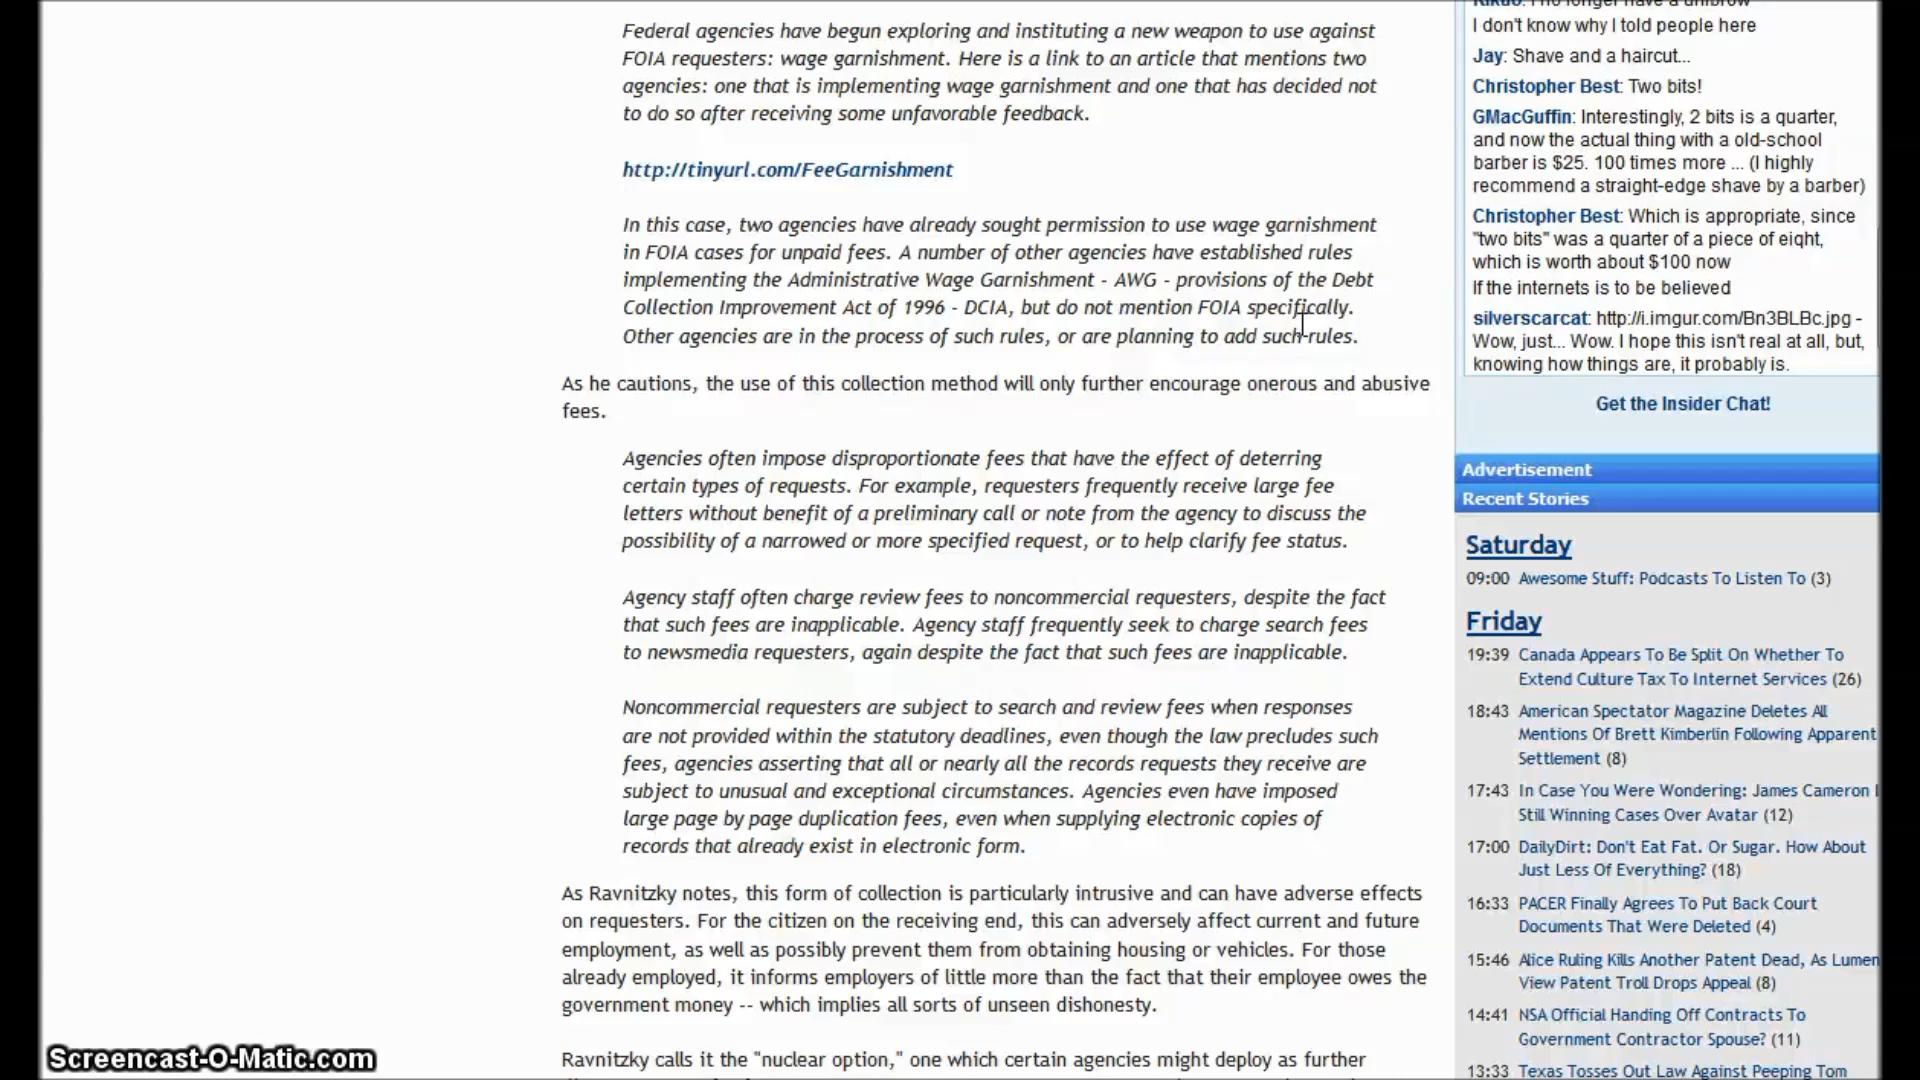 Federal agencies have begun exploring and instituting a new weapon to use against
FOIA requesters: wage garnishment. Here is a link to an article that mentions two
agencies: one that is implementing wage garnishment and one that has decided not
to do so after receiving some unfavorable feedback.
http://tinyurl.com/FeeGarnishment
In this case, two agencies have already sought permission to use wage garnishment
in FOIA cases for unpaid fees. A number of other agencies have established rules
implementing the Administrative Wage Garnishment - AWG - provisions of the Debt
Collection Improvement Act of 1996 - DCIA, but do not mention FOIA specifically.
Other agencies are in the process of such rules, or are planning to add such rules.
As he cautions, the use of this collection method will only further encourage onerous and abusive
fees.
Agencies often impose disproportionate fees that have the effect of deterring
certain types of requests. For example, requesters frequently receive large fee
letters without benefit of a preliminary call or note from the agency to discuss the
possibility of a narrowed or more specified request, or to help clarify fee status.
Agency staff often charge review fees to noncommercial requesters, despite the fact
that such fees are inapplicable. Agency staff frequently seek to charge search fees
to newsmedia requesters, again despite the fact that such fees are inapplicable.
Noncommercial requesters are subject to search and review fees when responses
are not provided within the statutory deadlines, even though the law precludes such
fees, agencies asserting that all or nearly all the records requests they receive are
subject to unusual and exceptional circumstances. Agencies even have imposed
large page by page duplication fees, even when supplying electronic copies of
records that already exist in electronic form.
As Ravnitzky notes, this form of collection is particularly intrusive and can have adverse effects
on requesters. For the citizen on the receiving end, this can adversely affect current and future
employment, as well as possibly prevent them from obtaining housing or vehicles. For those
already employed, it informs employers of little more than the fact that their employee owes the
government money -- which implies all sorts of unseen dishonesty.
Ravnitzky calls it the "nuclear option," one which certain agencies might deploy as further
I no longer have a unibrow
I don't know why I told people here
Jay: Shave and a haircut...
Christopher Best: Two bits!
GMacGuffin: Interestingly, 2 bits is a quarter,
and now the actual thing with a old-school
barber is $25. 100 times more ... (I highly
recommend a straight-edge shave by a barber)
Christopher Best: Which is appropriate, since
"two bits" was a quarter of a piece of eight,
which is worth about $100 now
If the internets is to be believed
silverscarcat: http://i.imgur.com/Bn3BLBc.jpg -
Wow, just... Wow. I hope this isn't real at all, but,
knowing how things are, it probably is.
Get the Insider Chat!
Advertisement
Recent Stories
Saturday
09:00 Awesome Stuff: Podcasts To Listen To (3)
Friday
19:39 Canada Appears To Be Split On Whether To
Extend Culture Tax To Internet Services (26)
18:43 American Spectator Magazine Deletes All
Mentions Of Brett Kimberlin Following Apparent
Settlement (8)
17:43 In Case You Were Wondering: James Cameron I
Still Winning Cases Over Avatar (12)
17:00 DailyDirt: Don't Eat Fat. Or Sugar. How About
Just Less Of Everything? (18)
16:33 PACER Finally Agrees To Put Back Court
Documents That Were Deleted (4)
15:46 Alice Ruling Kills Another Patent Dead, As Lumen
View Patent Troll Drops Appeal (8)
14:41 NSA Official Handing Off Contracts To
Government Contractor Spouse? (11)
13:33 Texas Tosses Out Law Against Peeping Tom
Screencast-O-Matic.com